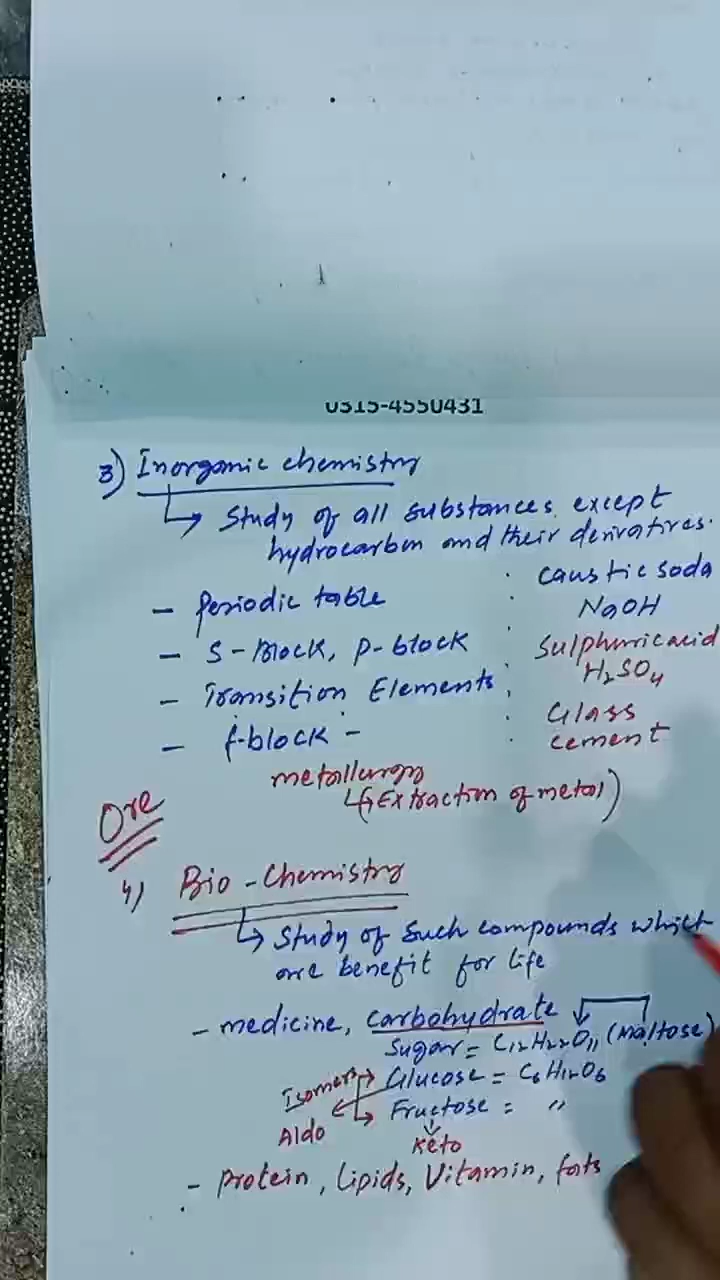 0315-4550431
3) Inorganic chemistry
↳ Study of all substances except
hydrocarbon and their derivatives.
- Periodic table
- S-Block, P-block
- Transition Elements
- f-block -
. caustic soda
NaOH
: Sulphuric acid
H₂SO₄
: Glass
. cement
metallurgy
↳(Extraction of metal)
Ore
4) Bio-Chemistry
↳ Study of Such compounds which
are benefit for life
- medicine, carbohydrate
Sugar = C₁₂H₂₂O₁₁ (Maltose)
Isomers → Glucose = C₆H₁₂O₆
Aldo ↳ Fructose = "
Keto
- Protein, Lipids, Vitamin, fats